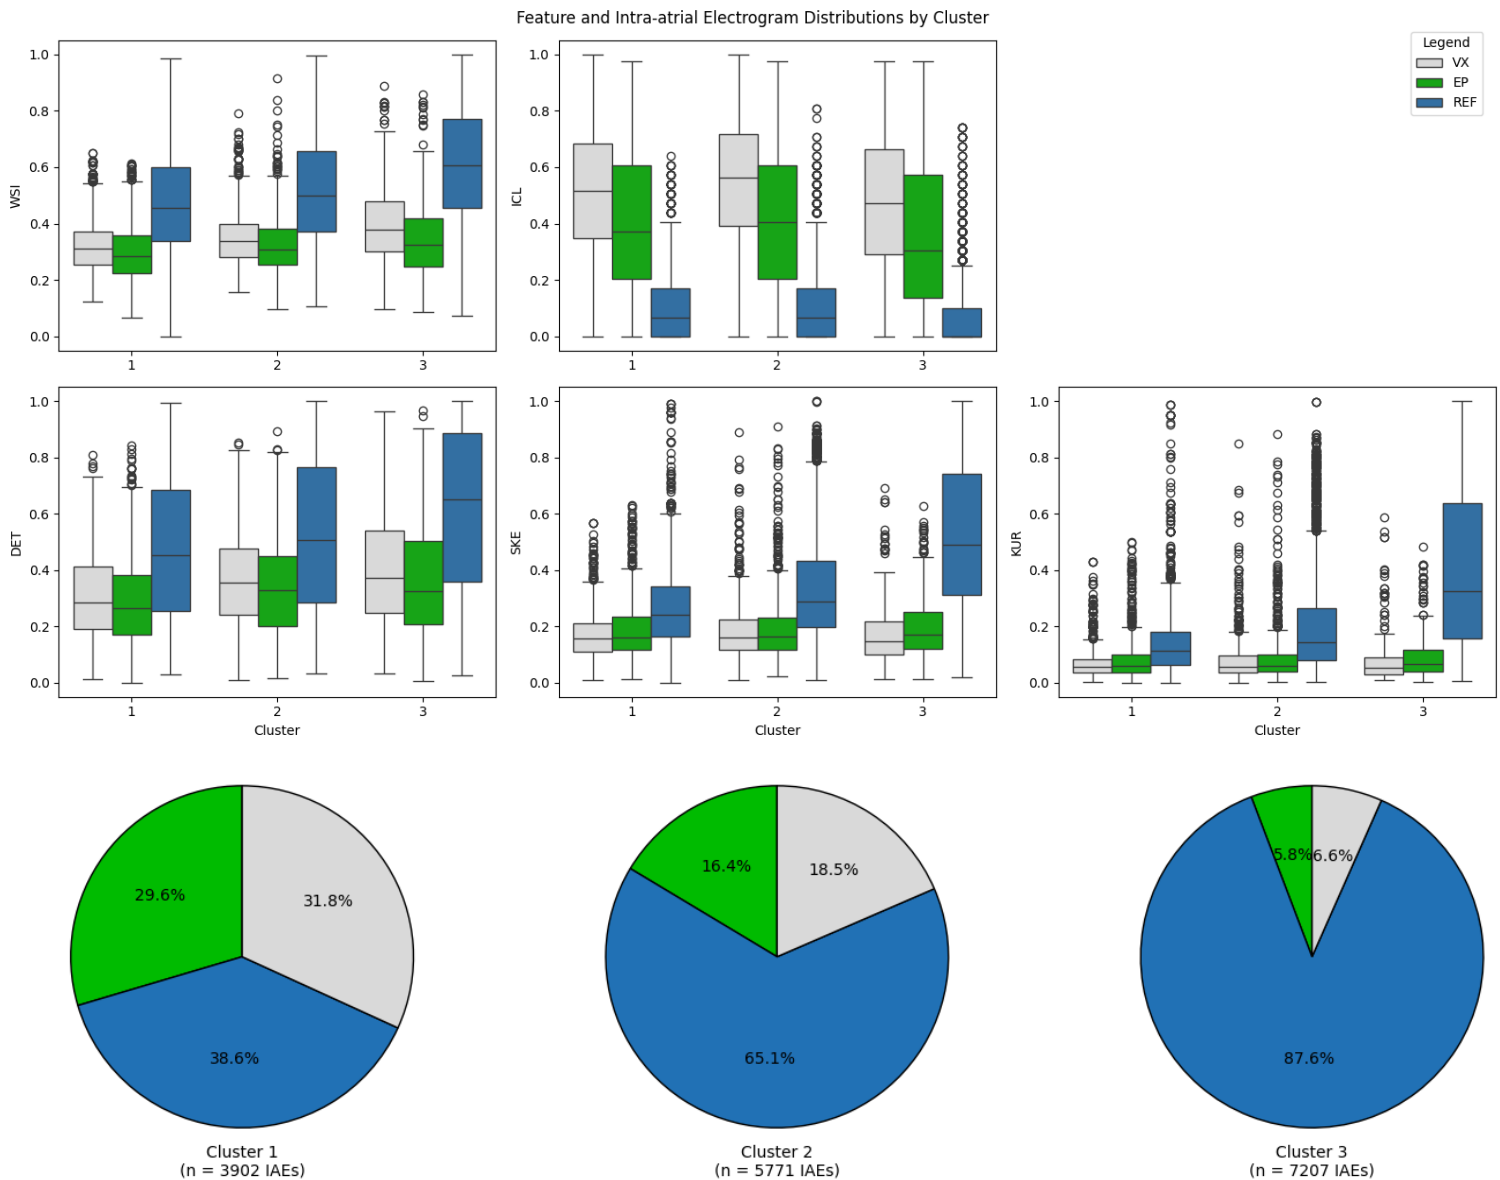 Feature and Intra-atrial Electrogram Distributions by Cluster
Legend
VX
EP
REF
WSI
1.0
0.8
0.6
0.4
0.2
0.0
1 2 3
ICL
1.0
0.8
0.6
0.4
0.2
0.0
1 2 3
DET
1.0
0.8
0.6
0.4
0.2
0.0
1 2 3
Cluster
SKE
1.0
0.8
0.6
0.4
0.2
0.0
1 2 3
Cluster
KUR
1.0
0.8
0.6
0.4
0.2
0.0
1 2 3
Cluster
29.6%
31.8%
38.6%
Cluster 1
(n = 3902 IAEs)
16.4%
18.5%
65.1%
Cluster 2
(n = 5771 IAEs)
5.8%
6.6%
87.6%
Cluster 3
(n = 7207 IAEs)